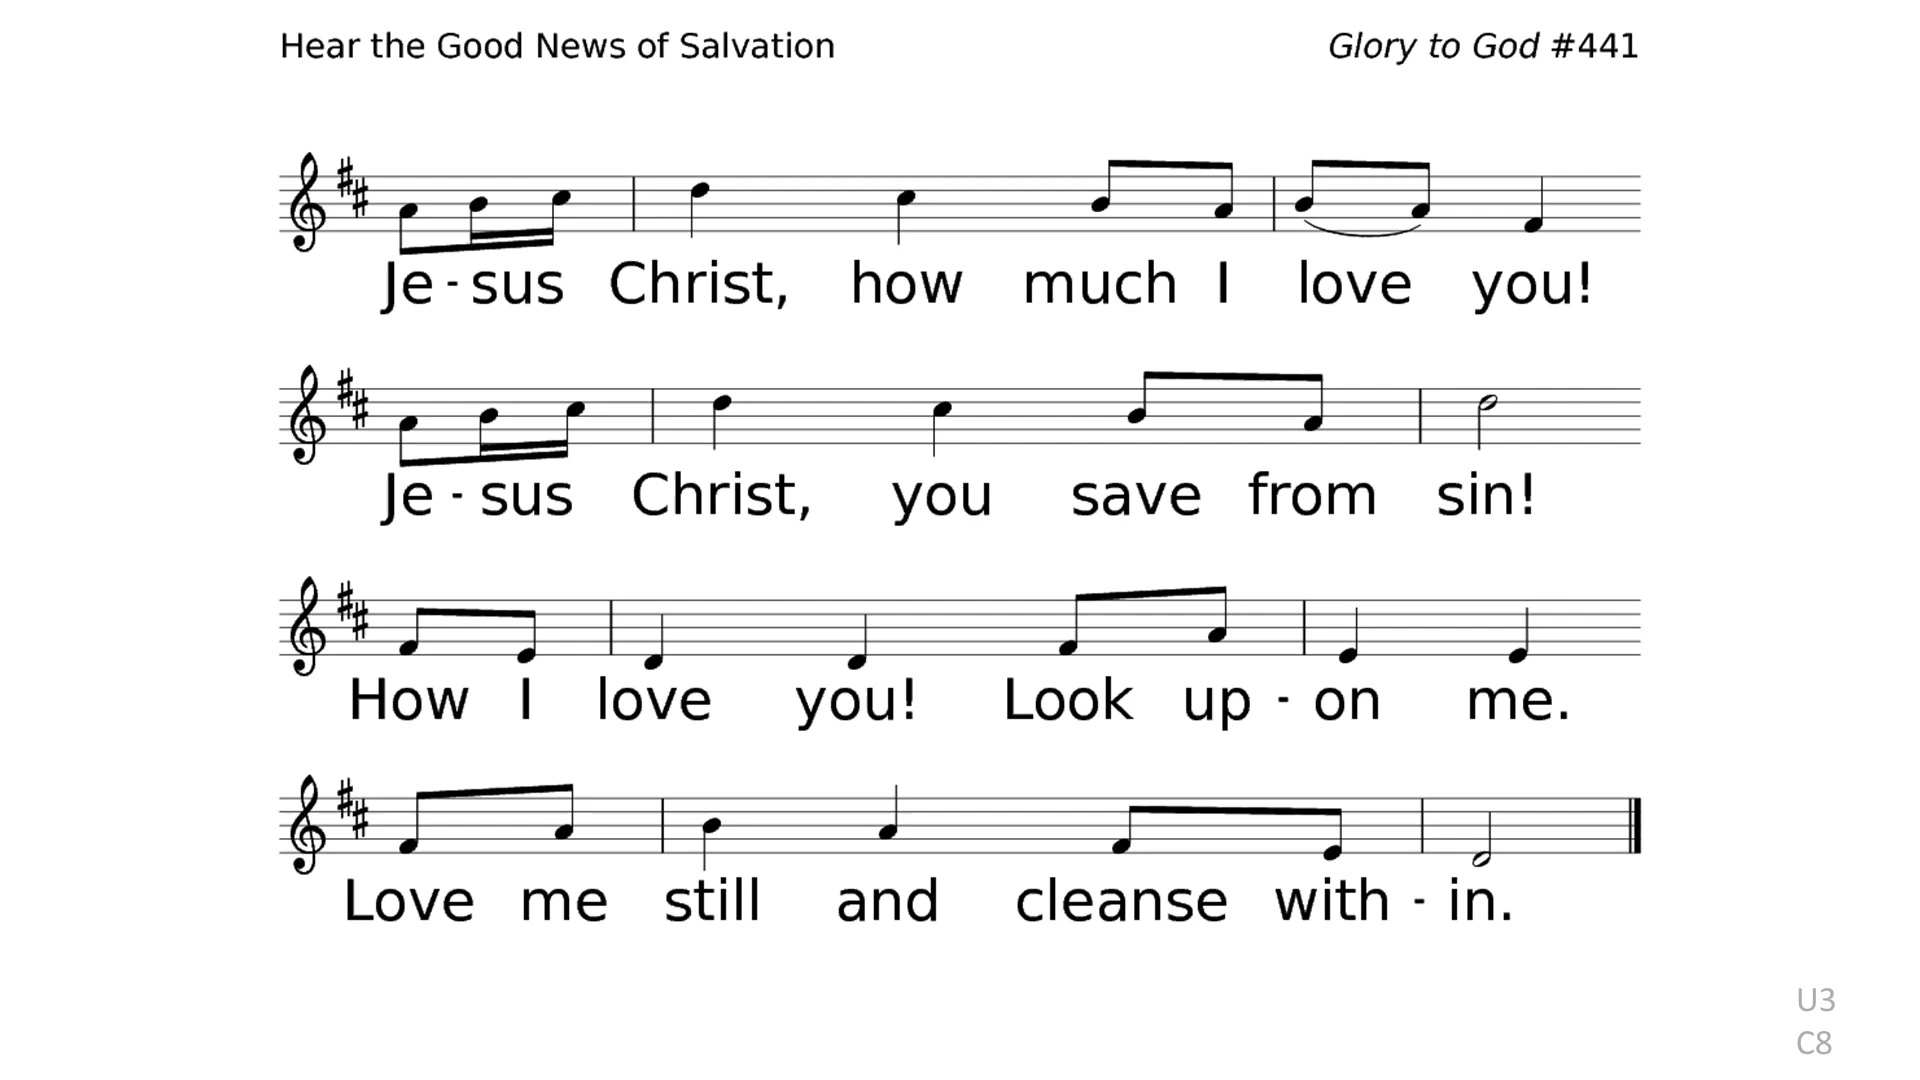 Hear the Good News of Salvation
Glory to God #441
Je - sus Christ, how much I love you!
Je - sus Christ, you save from sin!
How I love you! Look up - on me.
Love me still and cleanse with - in.
U3
C8